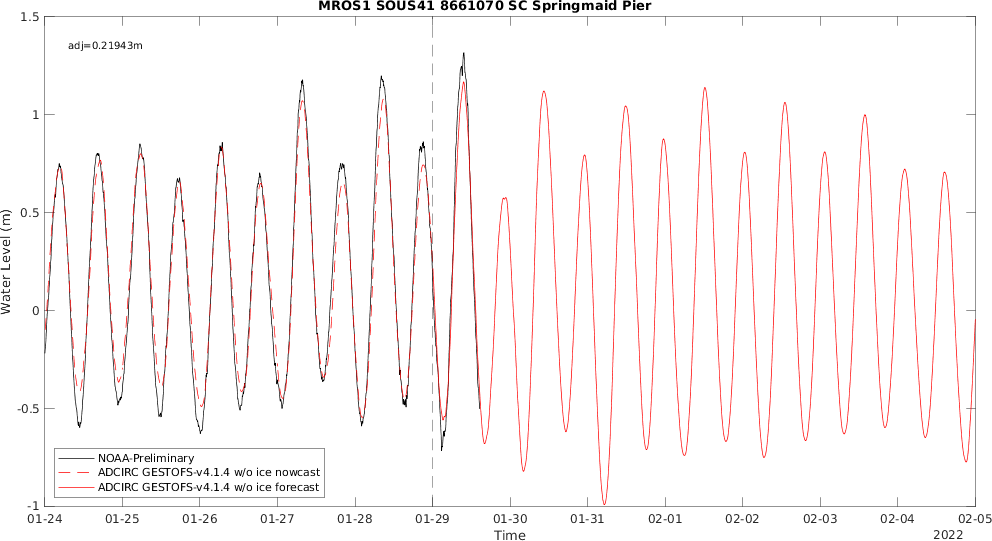 MROS1 SOUS41 8661070 SC Springmaid Pier
1.5
adj=0.21943m
1
0.5
Water Level (m)
0
-0.5
NOAA-Preliminary
ADCIRC GESTOFS-v4.1.4 w/o ice nowcast
ADCIRC GESTOFS-v4.1.4 w/o ice forecast
-1
01-24 01-25 01-26 01-27 01-28 01-29 01-30 01-31 02-01 02-02 02-03 02-04 02-05
Time
2022